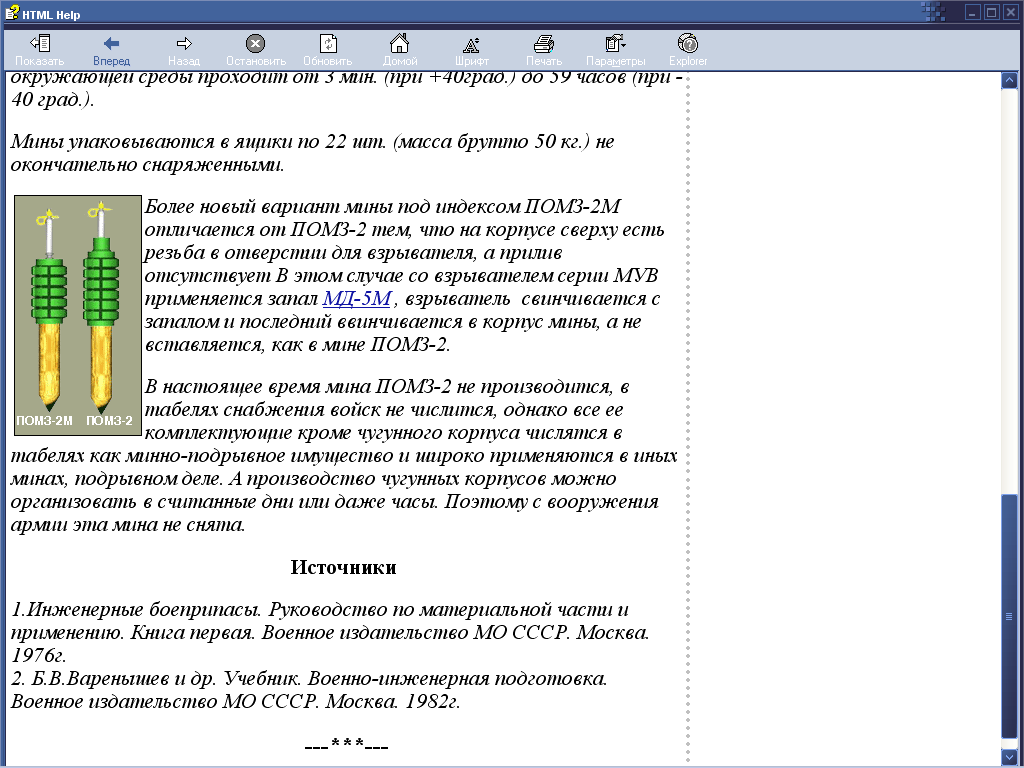 HTML Help
Показать Вперед Назад Остановить Обновить Домой Шрифт Печать Параметры Explorer
окружающей среды проходит от 3 мин. (при +40град.) до 59 часов (при -
40 град.).
Мины упаковываются в ящики по 22 шт. (масса брутто 50 кг.) не
окончательно снаряженными.
Более новый вариант мины под индексом ПОМЗ-2М
отличается от ПОМЗ-2 тем, что на корпусе сверху есть
резьба в отверстии для взрывателя, а прилив
отсутствует В этом случае со взрывателем серии МУВ
применяется запал МД-5М , взрыватель  свинчивается с
запалом и последний ввинчивается в корпус мины, а не
вставляется, как в мине ПОМЗ-2.
В настоящее время мина ПОМЗ-2 не производится, в
табелях снабжения войск не числится, однако все ее
ПОМЗ-2М ПОМЗ-2
комплектующие кроме чугунного корпуса числятся в
табелях как минно-подрывное имущество и широко применяются в иных
минах, подрывном деле. А производство чугунных корпусов можно
организовать в считанные дни или даже часы. Поэтому с вооружения
армии эта мина не снята.
Источники
1.Инженерные боеприпасы. Руководство по материальной части и
применению. Книга первая. Военное издательство МО СССР. Москва.
1976г.
2. Б.В.Варенышев и др. Учебник. Военно-инженерная подготовка.
Военное издательство МО СССР. Москва. 1982г.
---***---